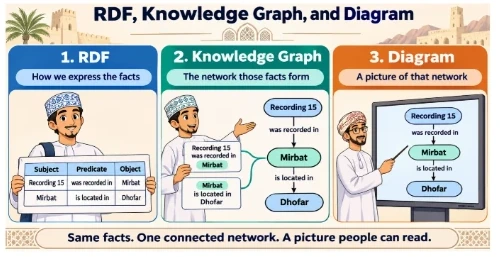 RDF, Knowledge Graph, and Diagram
1. RDF
How we express the facts
Subject Predicate Object
Recording 15 was recorded in Mirbat
Mirbat is located in Dhofar
2. Knowledge Graph
The network those facts form
Recording 15
was recorded in
Mirbat
Mirbat
is located in
Dhofar
Recording 15
was recorded in
Mirbat
is located in
Dhofar
3. Diagram
A picture of that network
Recording 15
was recorded in
Mirbat
is located in
Dhofar
Same facts. One connected network. A picture people can read.